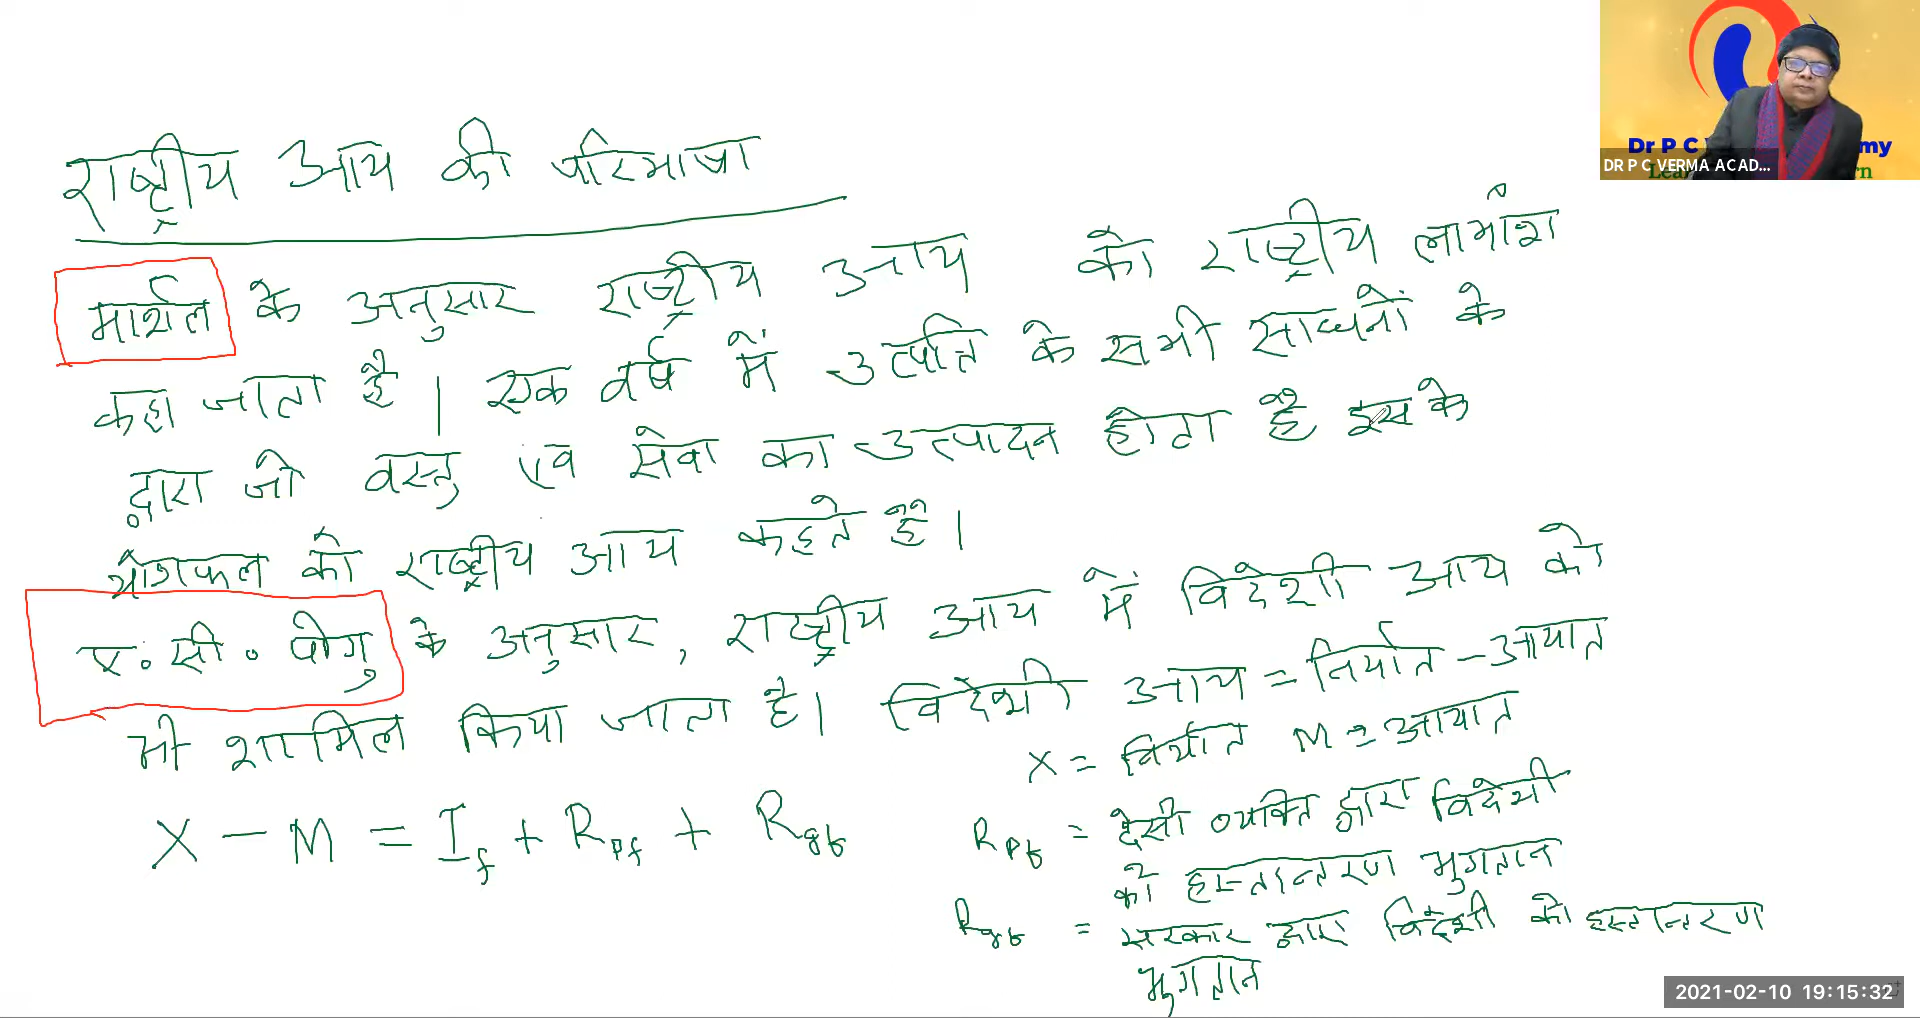 राष्ट्रीय आय की परिभाषा
मार्शल के अनुसार राष्ट्रीय आय को राष्ट्रीय लाभांश
कहा जाता है। एक वर्ष में उत्पत्ति के सभी साधनों के
द्वारा जो वस्तु एव सेवा का उत्पादन होता है इसके
योगफल को राष्ट्रीय आय कहते हैं।
ए. सी. पीगु के अनुसार, राष्ट्रीय आय में विदेशी आय को
भी शामिल किया जाता है। विदेशी आय = निर्यात - आयात
X = निर्यात M = आयात
X - M = If + Rpf + Rgf
Rpf = देसी व्यक्ति द्वारा विदेशी
को हस्तान्तरण भुगतान
Rgf = सरकार द्वारा विदेशी को हस्तान्तरण
भुगतान
Dr P C
my
DR P C VERMA ACAD...
2021-02-10 19:15:32